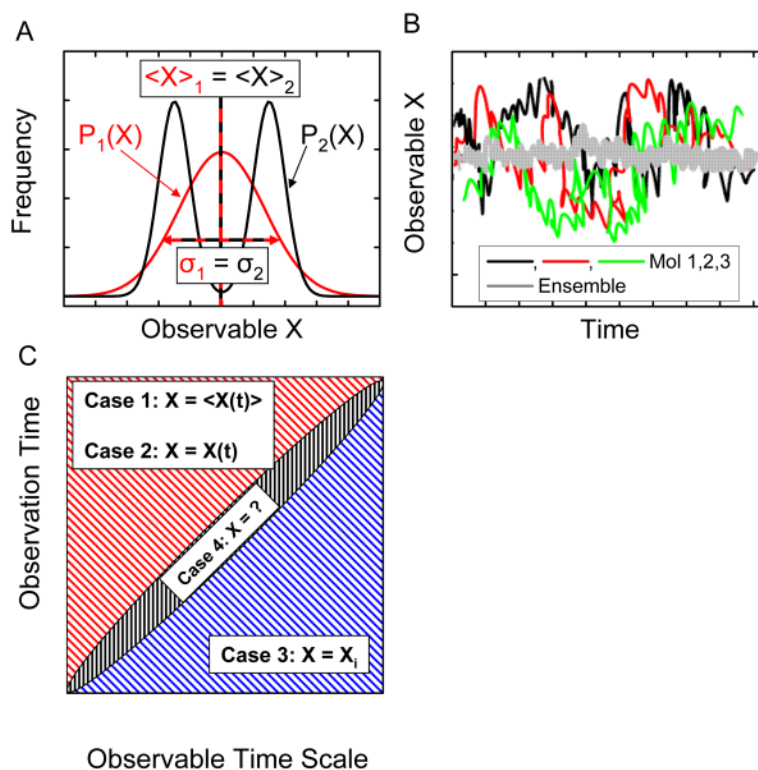 A
<X>₁ = <X>₂
P₁(X)
P₂(X)
σ₁ = σ₂
Frequency
Observable X
B
Observable X
Mol 1,2,3
Ensemble
Time
C
Case 1: X = <X(t)>
Case 2: X = X(t)
Case 4: X = ?
Case 3: X = Xᵢ
Observation Time
Observable Time Scale